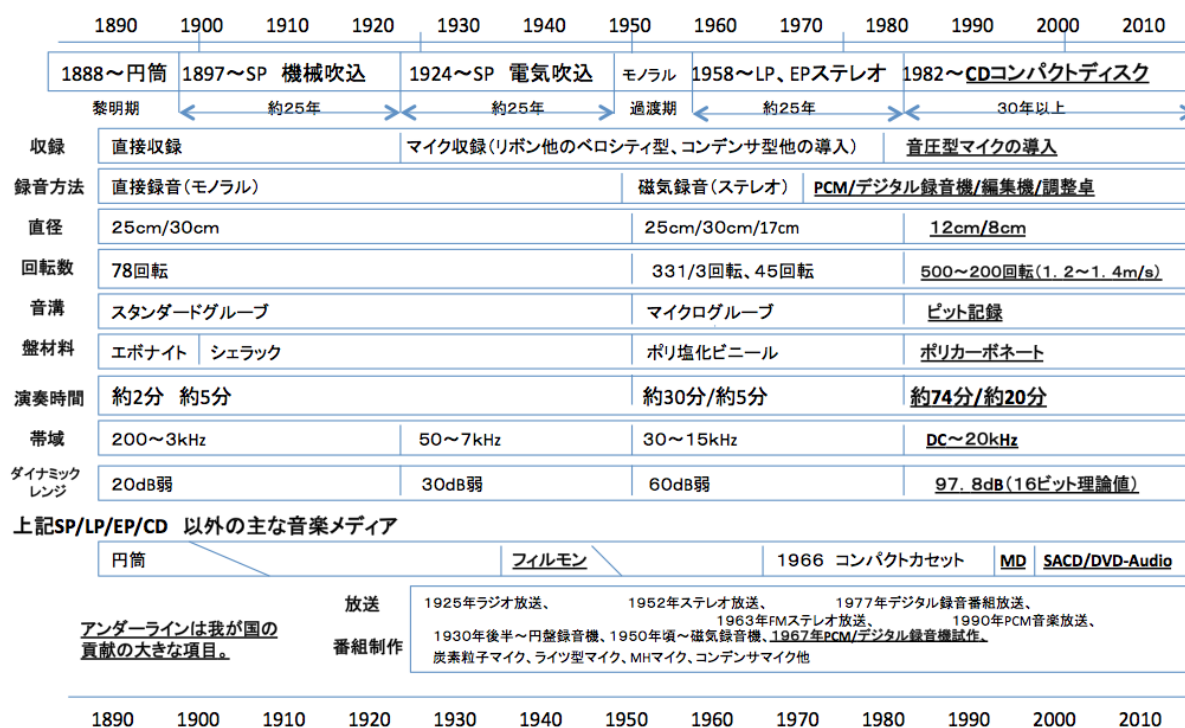 1890 1900 1910 1920 1930 1940 1950 1960 1970 1980 1990 2000 2010
1888～円筒 1897～SP 機械吹込 1924～SP 電気吹込 モノラル 1958～LP、EPステレオ 1982～CDコンパクトディスク
黎明期 約25年 約25年 過渡期 約25年 30年以上
収録 直接収録 マイク収録（リボン他のベロシティ型、コンデンサ型他の導入） 音圧型マイクの導入
録音方法 直接録音（モノラル） 磁気録音（ステレオ） PCM/デジタル録音機/編集機/調整卓
直径 25cm/30cm 25cm/30cm/17cm 12cm/8cm
回転数 78回転 331/3回転、45回転 500～200回転（1．2～1．4m/s）
音溝 スタンダードグルーブ マイクログルーブ ピット記録
盤材料 エボナイト シェラック ポリ塩化ビニール ポリカーボネート
演奏時間 約2分 約5分 約30分/約5分 約74分/約20分
帯域 200～3kHz 50～7kHz 30～15kHz DC～20kHz
ダイナミック
レンジ 20dB弱 30dB弱 60dB弱 97．8dB（16ビット理論値）
上記SP/LP/EP/CD 以外の主な音楽メディア
円筒 フィルモン 1966 コンパクトカセット MD SACD/DVD-Audio
放送 1925年ラジオ放送、 1952年ステレオ放送、 1977年デジタル録音番組放送、
1963年FMステレオ放送、 1990年PCM音楽放送、
アンダーラインは我が国の
貢献の大きな項目。
番組制作 1930年後半～円盤録音機、1950年頃～磁気録音機、1967年PCM/デジタル録音機試作、
炭素粒子マイク、ライツ型マイク、MHマイク、コンデンサマイク他
1890 1900 1910 1920 1930 1940 1950 1960 1970 1980 1990 2000 2010